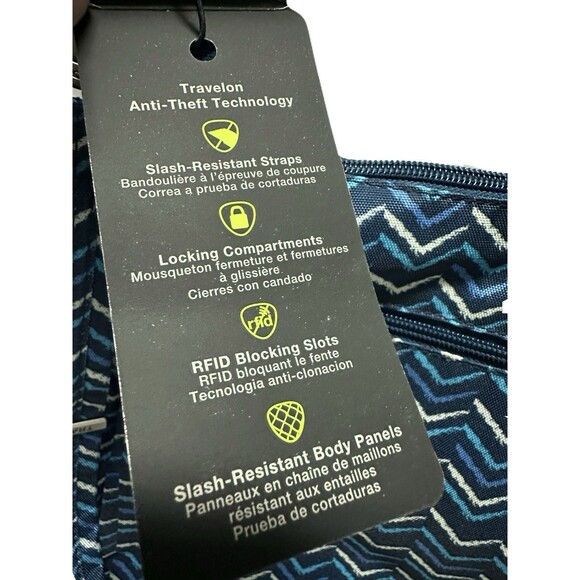 Travelon
Anti-Theft Technology
Slash-Resistant Straps
Bandoulière à l'épreuve de coupure
Correa a prueba de cortaduras
Locking Compartments
Mousqueton fermeture et fermetures
à glissière
Cierres con candado
rfid
RFID Blocking Slots
RFID bloquant le fente
Tecnologia anti-clonacion
Slash-Resistant Body Panels
Panneaux en chaîne de maillons
résistant aux entailles
Prueba de cortaduras